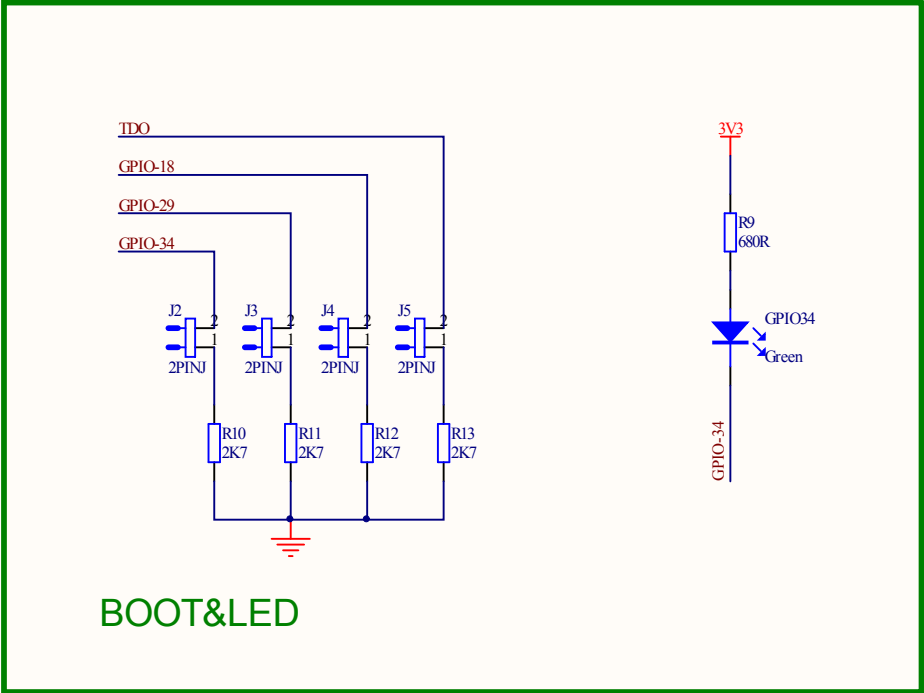 TDO
GPIO-18
GPIO-29
GPIO-34
J2
2
1
2PINJ
J3
2
1
2PINJ
J4
2
1
2PINJ
J5
2
1
2PINJ
R10
2K7
R11
2K7
R12
2K7
R13
2K7
3V3
R9
680R
GPIO34
Green
GPIO-34
BOOT&LED